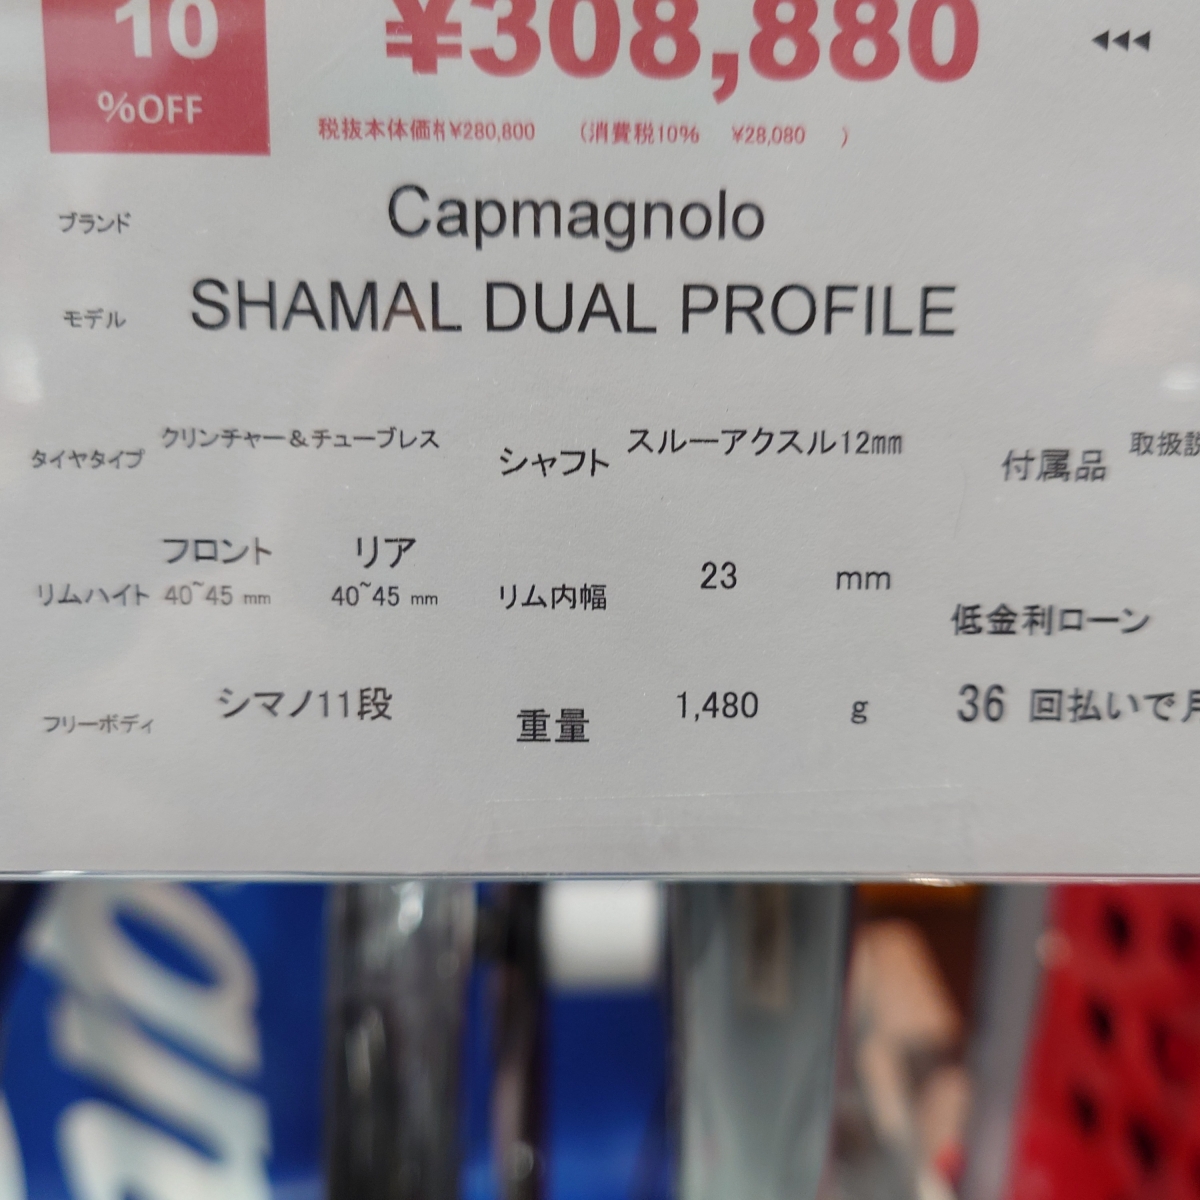 10
%OFF
¥308,880
税抜本体価格¥280,800 (消費税10% ¥28,080 )
ブランド Capmagnolo
モデル SHAMAL DUAL PROFILE
タイヤタイプ クリンチャー&チューブレス シャフト スルーアクスル12mm 付属品 取扱説
フロント リア
リムハイト 40~45 mm 40~45 mm リム内幅 23 mm
低金利ローン
フリーボディ シマノ11段 重量 1,480 g 36 回払いで月